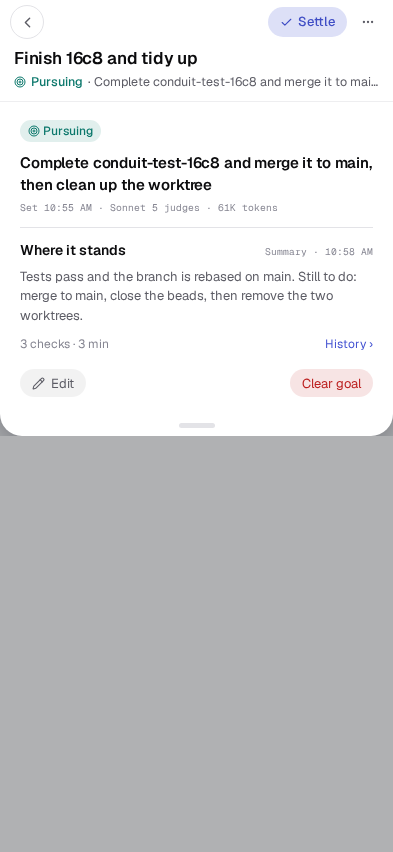 Settle
Finish 16c8 and tidy up
Pursuing · Complete conduit-test-16c8 and merge it to mai…
Pursuing
Complete conduit-test-16c8 and merge it to main,
then clean up the worktree
Set 10:55 AM · Sonnet 5 judges · 61K tokens
Where it stands
Summary · 10:58 AM
Tests pass and the branch is rebased on main. Still to do:
merge to main, close the beads, then remove the two
worktrees.
3 checks · 3 min
History ›
Edit
Clear goal